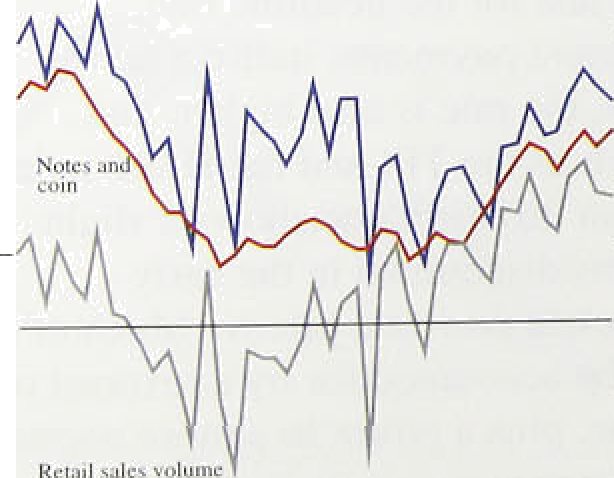 Notes and
coin
Retail sales volume